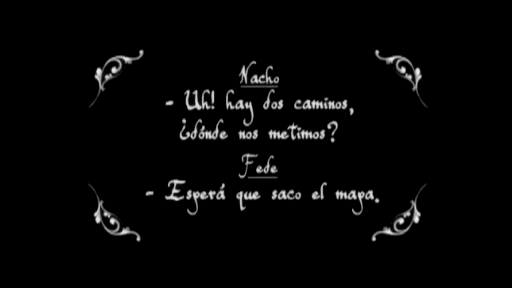 Nacho
- Uh! hay dos caminos,
¿dónde nos metimos?
Fede
- Esperá que saco el mapa.